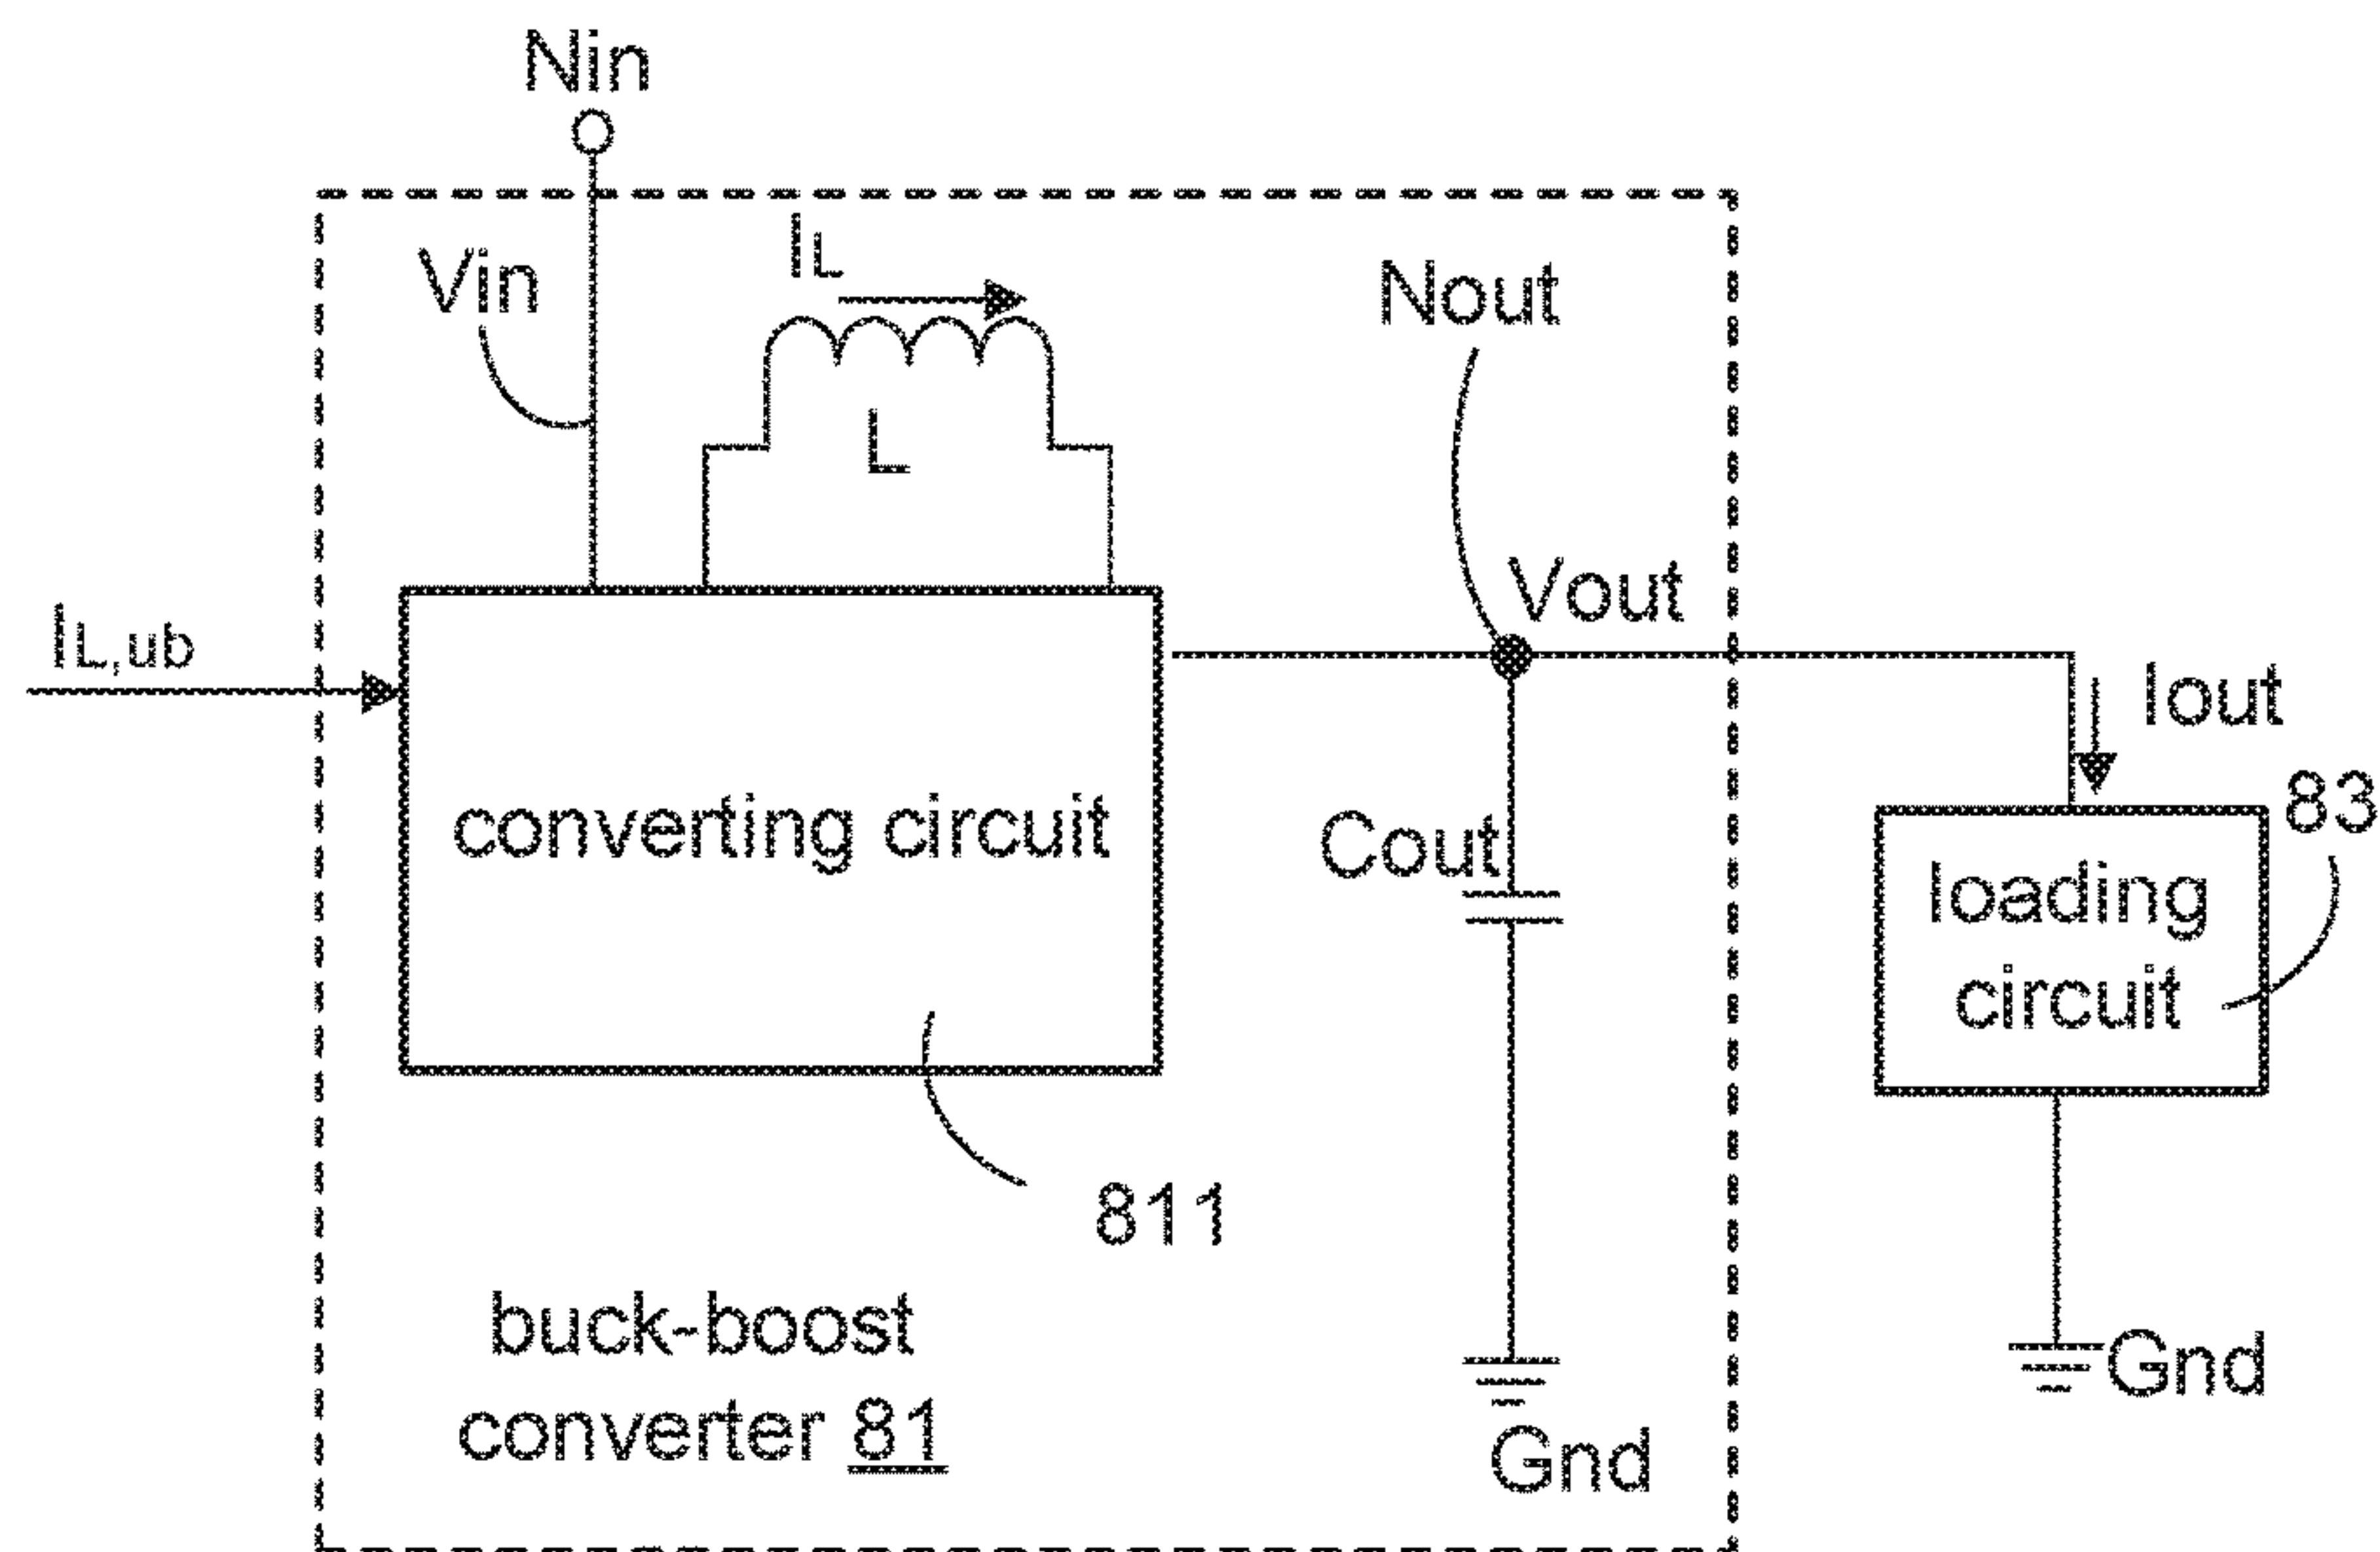 Nin
Vin
IL
L
Nout
Vout
IL,ub
Iout
83
converting circuit
Cout
loading
circuit
811
buck-boost
converter 81
Gnd
Gnd